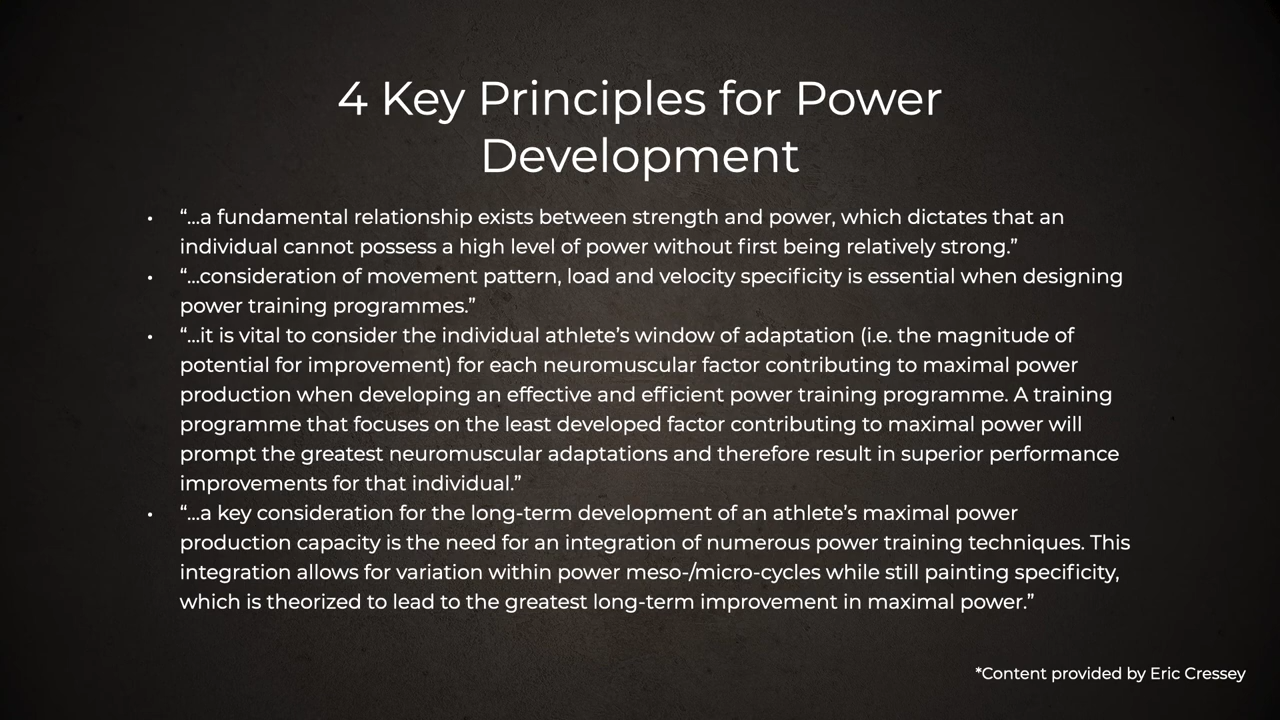 4 Key Principles for Power
Development
• “...a fundamental relationship exists between strength and power, which dictates that an
individual cannot possess a high level of power without first being relatively strong.”
• “...consideration of movement pattern, load and velocity specificity is essential when designing
power training programmes.”
• “...it is vital to consider the individual athlete’s window of adaptation (i.e. the magnitude of
potential for improvement) for each neuromuscular factor contributing to maximal power
production when developing an effective and efficient power training programme. A training
programme that focuses on the least developed factor contributing to maximal power will
prompt the greatest neuromuscular adaptations and therefore result in superior performance
improvements for that individual.”
• “...a key consideration for the long-term development of an athlete’s maximal power
production capacity is the need for an integration of numerous power training techniques. This
integration allows for variation within power meso-/micro-cycles while still painting specificity,
which is theorized to lead to the greatest long-term improvement in maximal power.”
*Content provided by Eric Cressey